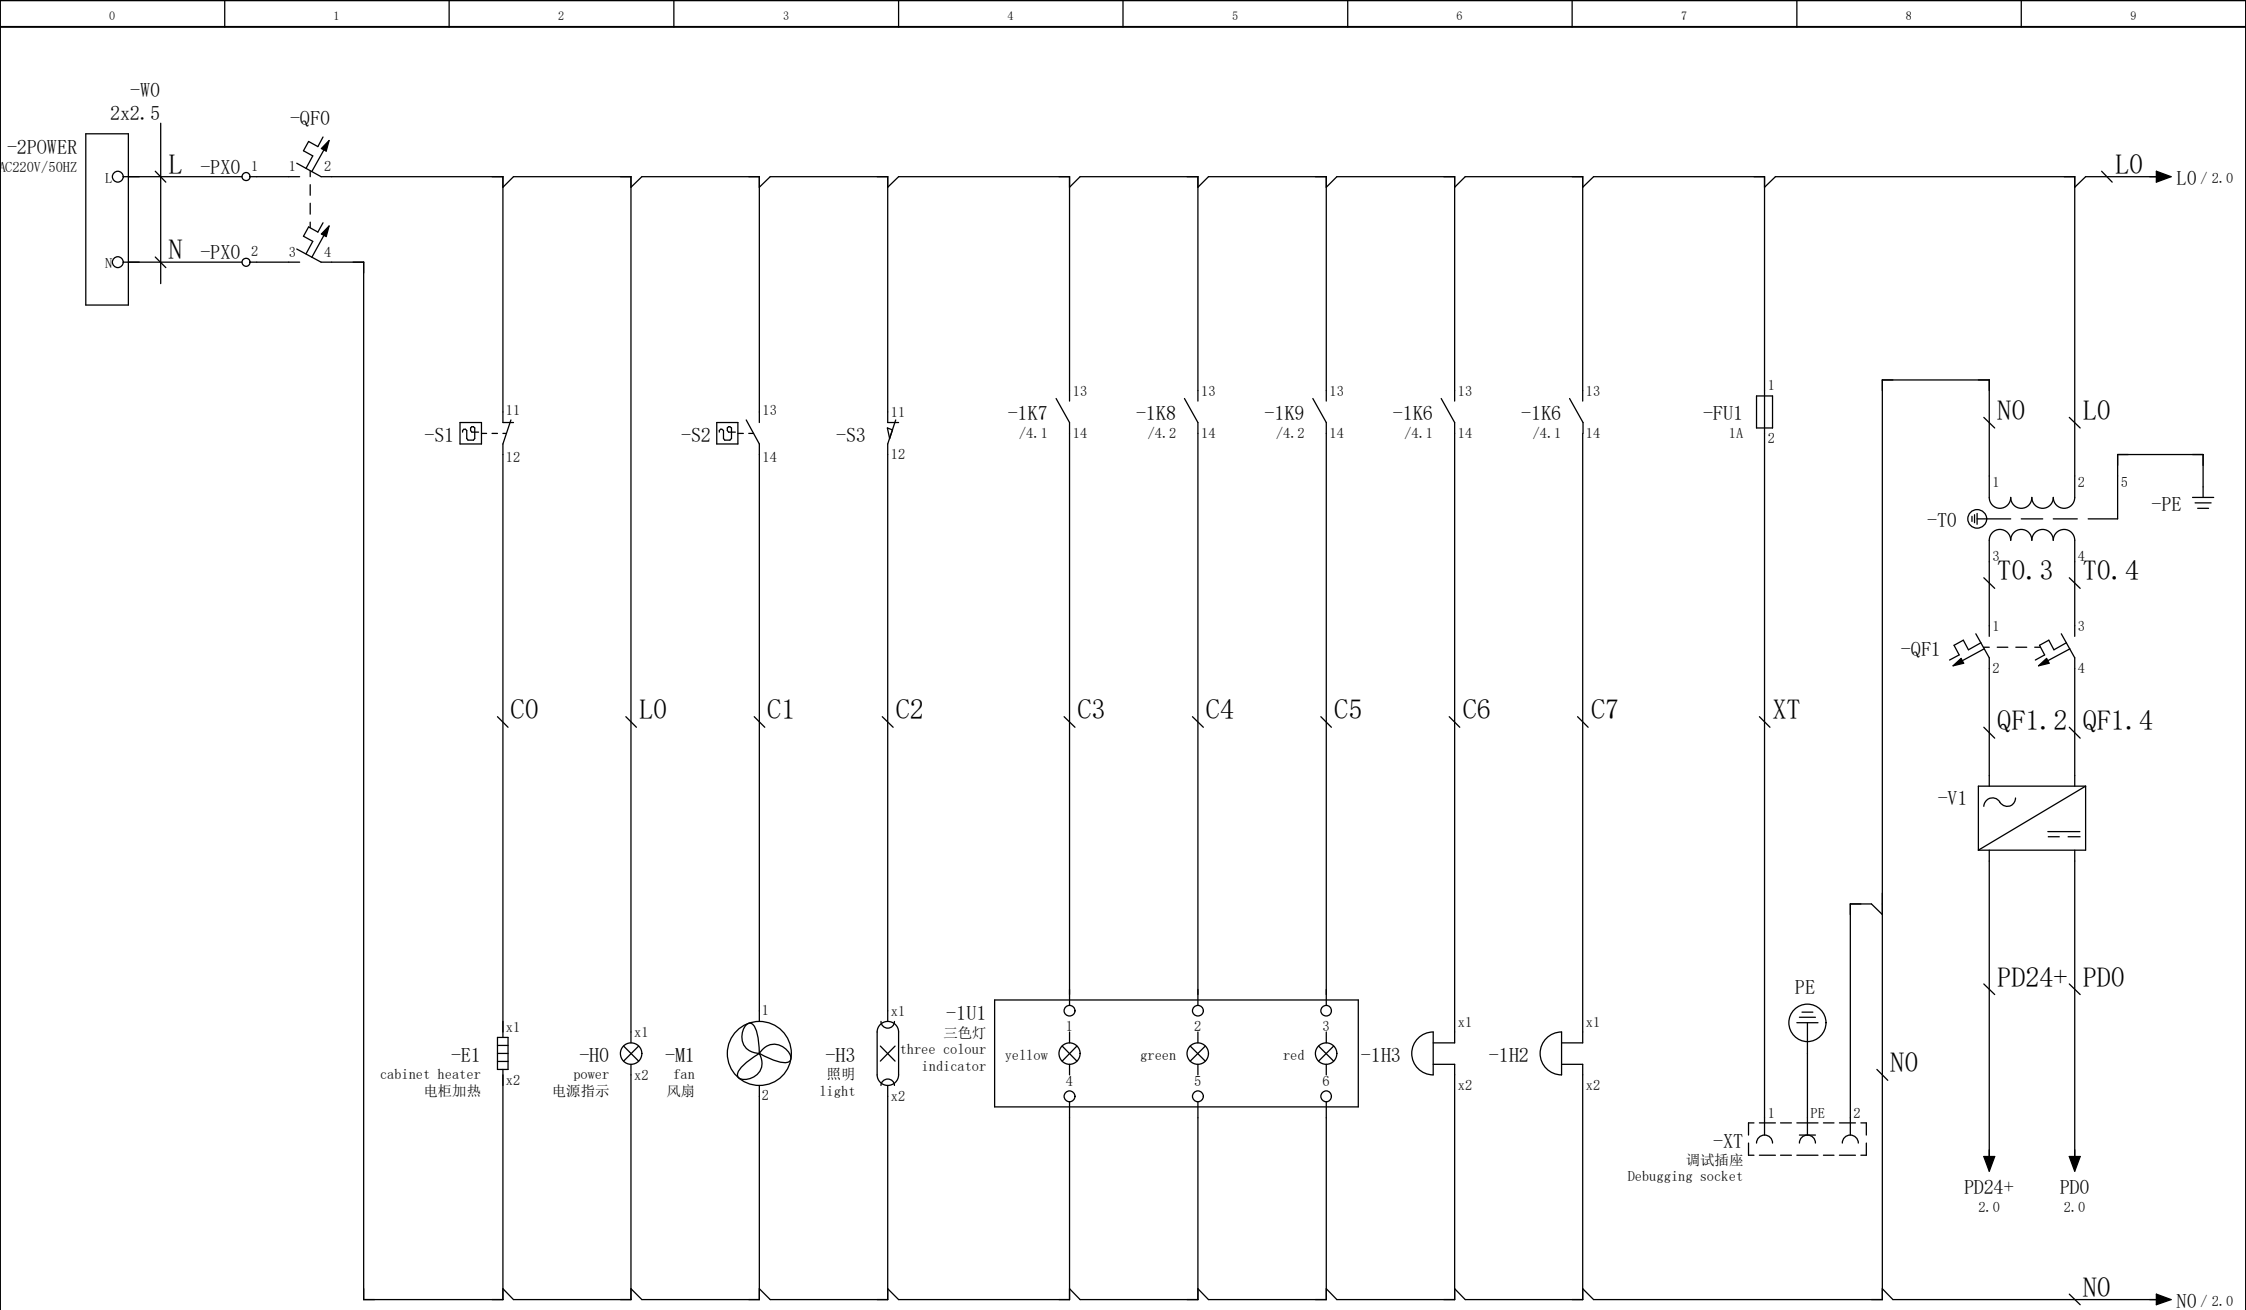 0 1 2 3 4 5 6 7 8 9
-W0
2x2.5
-QF0
-2POWER
AC220V/50HZ
L
L
-PX0 1
1 2
L0
L0 / 2.0
N
N
-PX0 2
3 4
-S1
11
12
-S2
13
14
-S3
11
12
-1K7
/4.1
13
14
-1K8
/4.2
13
14
-1K9
/4.2
13
14
-1K6
/4.1
13
14
-1K6
/4.1
13
14
-FU1
1A
1
2
N0
L0
1
2
5
-PE
-T0
3
4
T0.3
T0.4
-QF1
1
2
3
4
C0
L0
C1
C2
C3
C4
C5
C6
C7
XT
QF1.2
QF1.4
-V1
PD24+
PD0
-E1
cabinet heater
电柜加热
x1
x2
-H0
power
电源指示
x1
x2
-M1
fan
风扇
1
2
-H3
照明
light
x1
x2
-1U1
三色灯
three colour
indicator
yellow
1
4
green
2
5
red
3
6
-1H3
x1
x2
-1H2
x1
x2
PE
N0
1
PE
2
-XT
调试插座
Debugging socket
PD24+
2.0
PD0
2.0
N0
N0 / 2.0